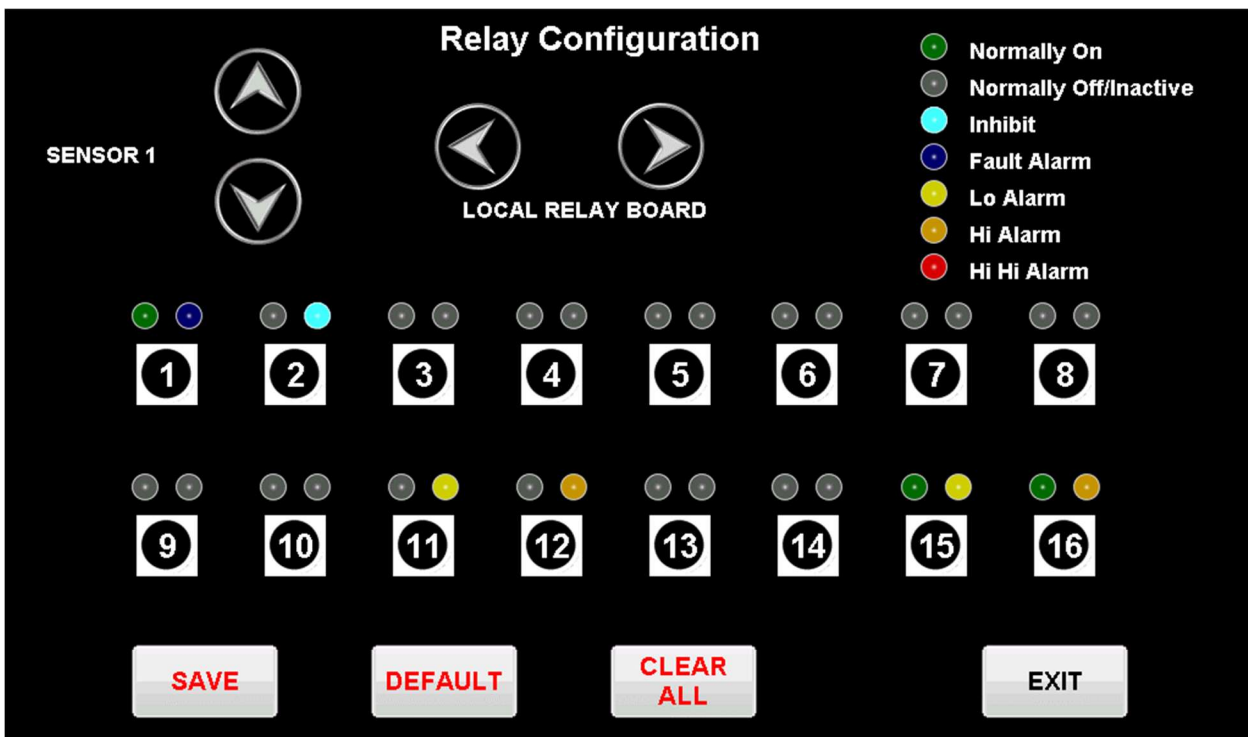 Relay Configuration
SENSOR 1
LOCAL RELAY BOARD
Normally On
Normally Off/Inactive
Inhibit
Fault Alarm
Lo Alarm
Hi Alarm
Hi Hi Alarm
1 2 3 4 5 6 7 8
9 10 11 12 13 14 15 16
SAVE
DEFAULT
CLEAR
ALL
EXIT